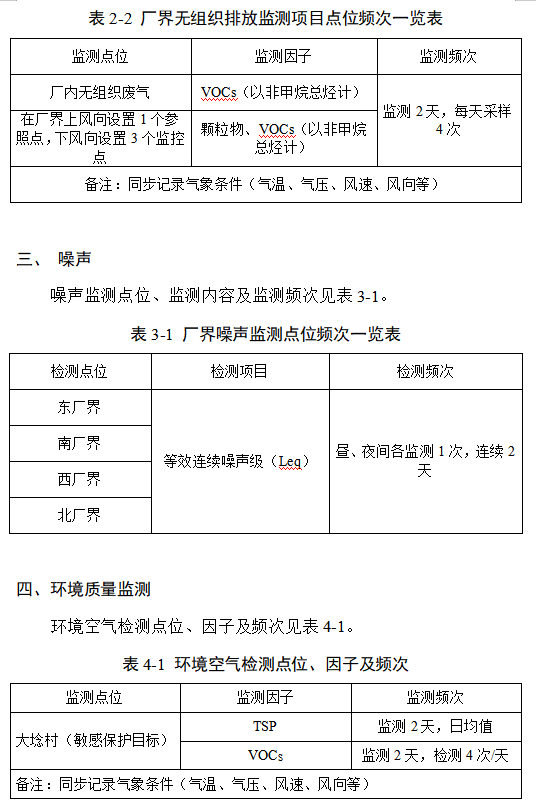 表 2-2 厂界无组织排放监测项目点位频次一览表
监测点位 监测因子 监测频次
厂内无组织废气 VOCs（以非甲烷总烃计） 监测 2 天，每天采样
4 次
在厂界上风向设置 1 个参
照点，下风向设置 3 个监控
点
颗粒物、VOCs（以非甲烷
总烃计）
备注：同步记录气象条件（气温、气压、风速、风向等）
三、 噪声
噪声监测点位、监测内容及监测频次见表 3-1。
表 3-1 厂界噪声监测点位频次一览表
检测点位 检测项目 检测频次
东厂界
南厂界
西厂界
北厂界
等效连续噪声级（Leq）
昼、夜间各监测 1 次，连续 2
天
四、环境质量监测
环境空气检测点位、因子及频次见表 4-1。
表 4-1 环境空气检测点位、因子及频次
监测点位 监测因子 监测频次
大埝村（敏感保护目标） TSP 监测 2 天，日均值
VOCs 监测 2 天，检测 4 次/天
备注：同步记录气象条件（气温、气压、风速、风向等）